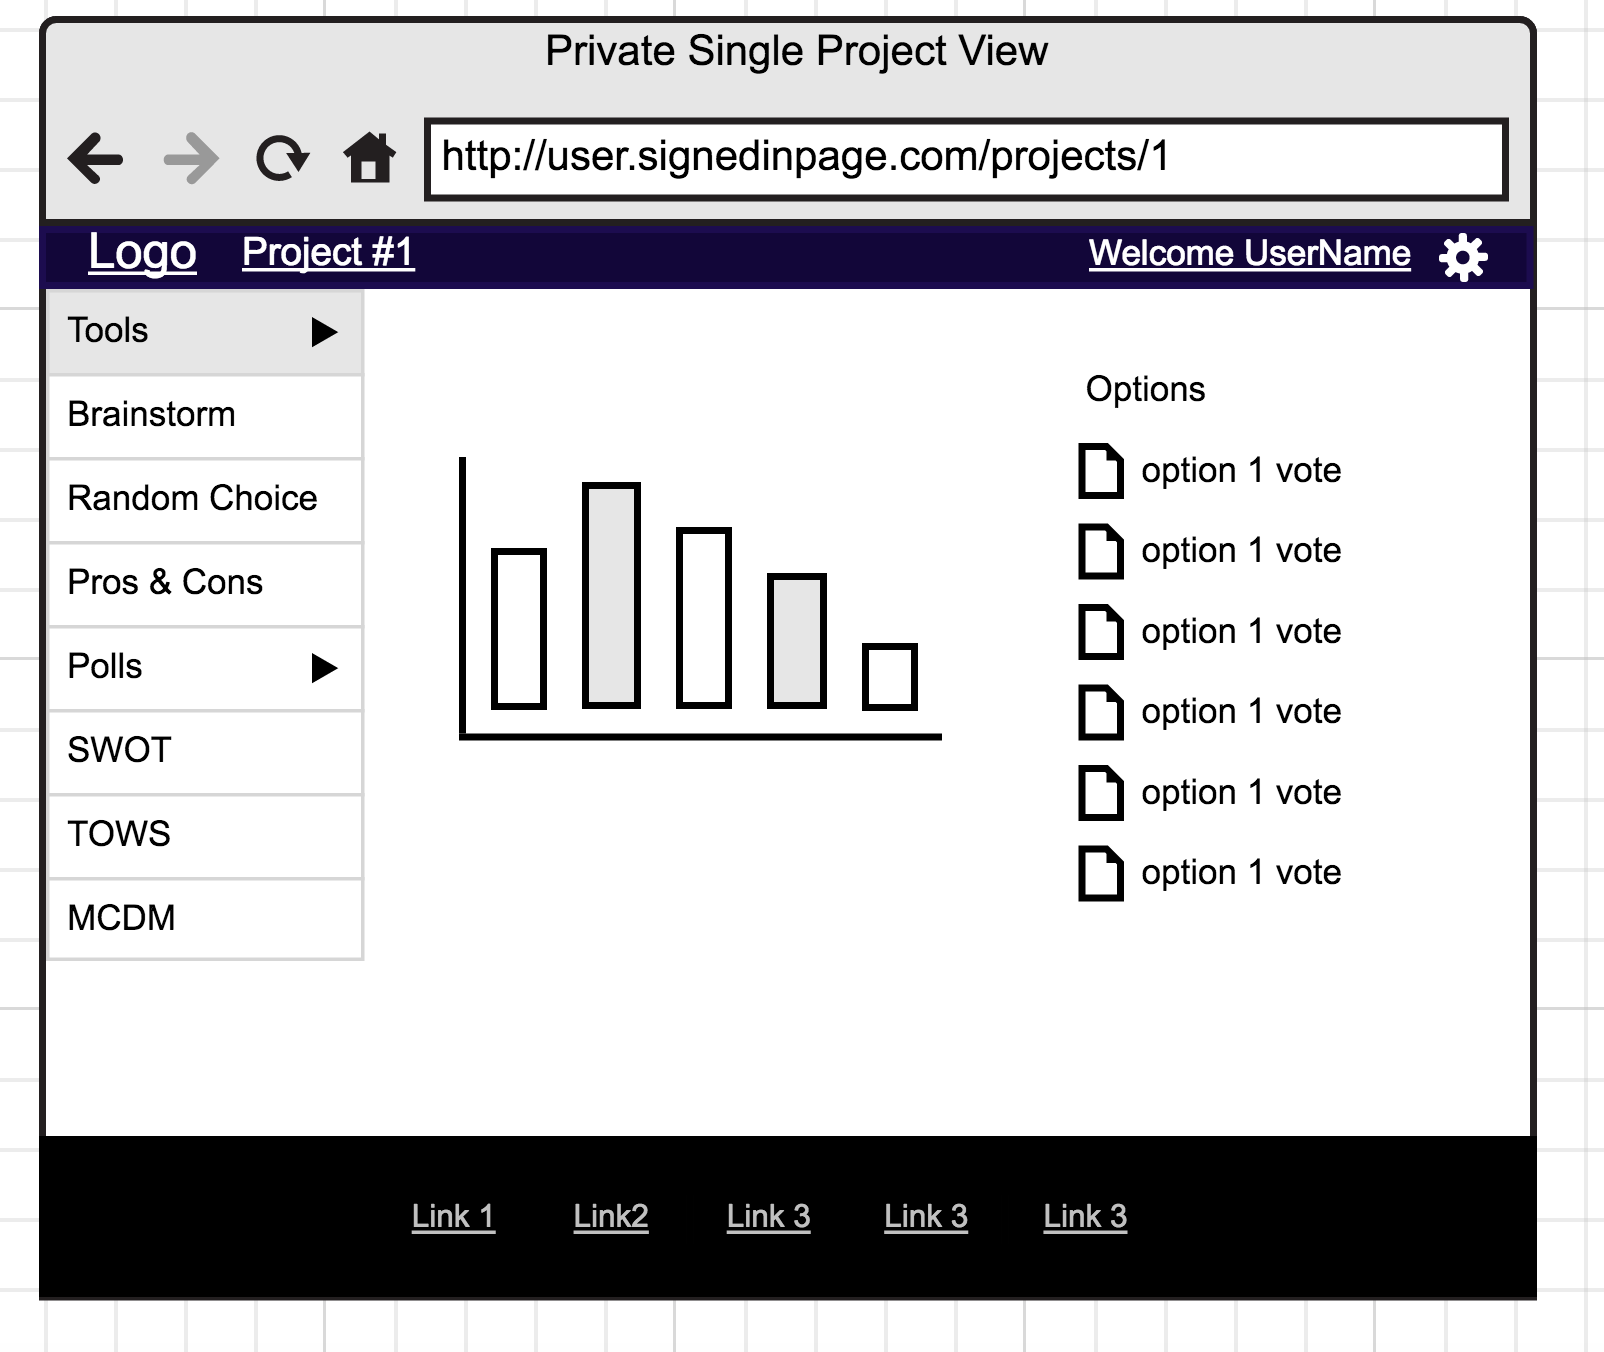 Private Single Project View
http://user.signedinpage.com/projects/1
Logo Project #1 Welcome UserName
Tools
Brainstorm
Random Choice
Pros & Cons
Polls
SWOT
TOWS
MCDM
Options
option 1 vote
option 1 vote
option 1 vote
option 1 vote
option 1 vote
option 1 vote
Link 1 Link2 Link 3 Link 3 Link 3